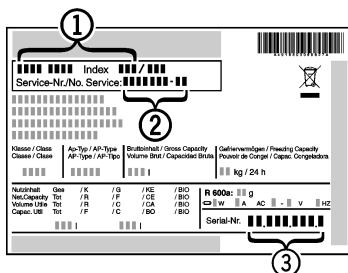 1
Index /
Service-Nr./No. Service: -
2
Klasse / Class
Classe / Clase
Ap-Typ / AP-Type
AP-Type / AP-Tipo
Bruttoinhalt / Gross Capacity
Volume Brut / Capacidad Bruta
Gefriervermögen / Freezing Capacity
Pouvoir de Congel / Capac. Congeladora
l
kg / 24 h
Nutzinhalt Ges / K / G / KE / BIO
Net.Capacity Tot / R / F / CE / BIO
Volume Utile Tot / R / C / CA / BIO
Capac. Util Tot / F / C / BO / BIO
l l
R 600a: g
W A AC - V HZ
Serial-Nr. . . .
3